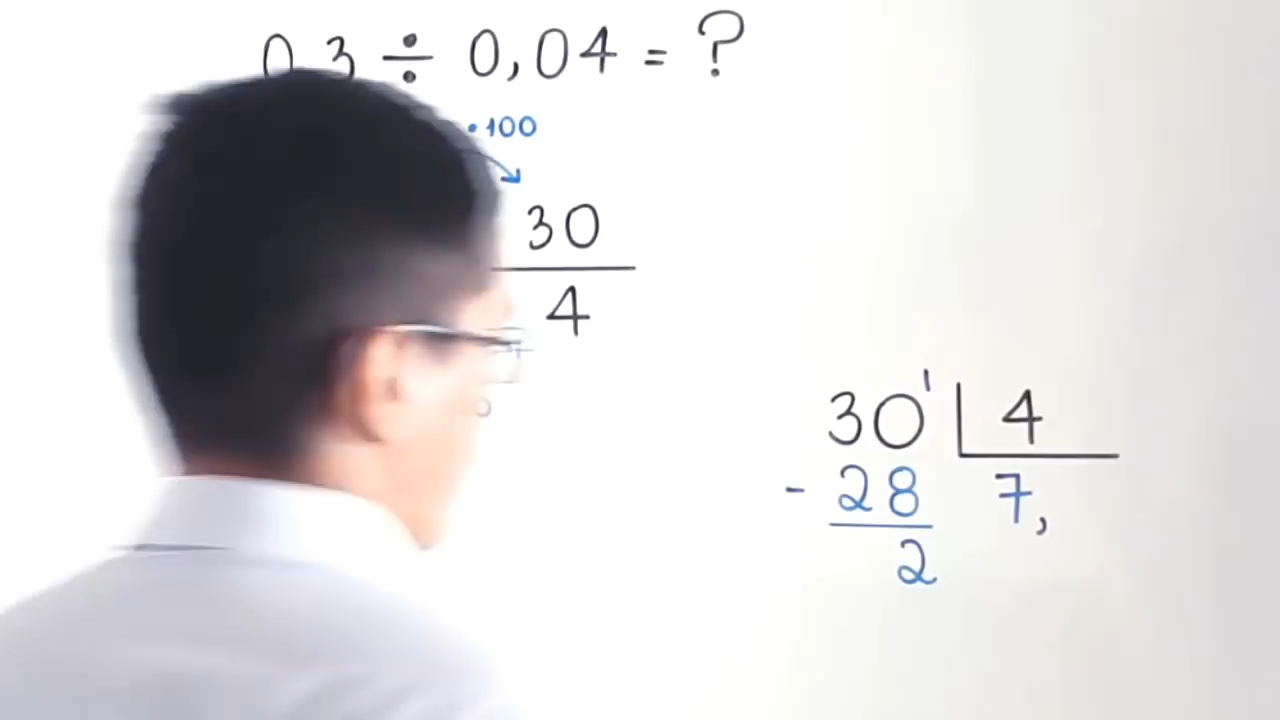 0 3 ÷ 0,04 = ?
• 100
30
4
30' | 4
- 28 7,
2